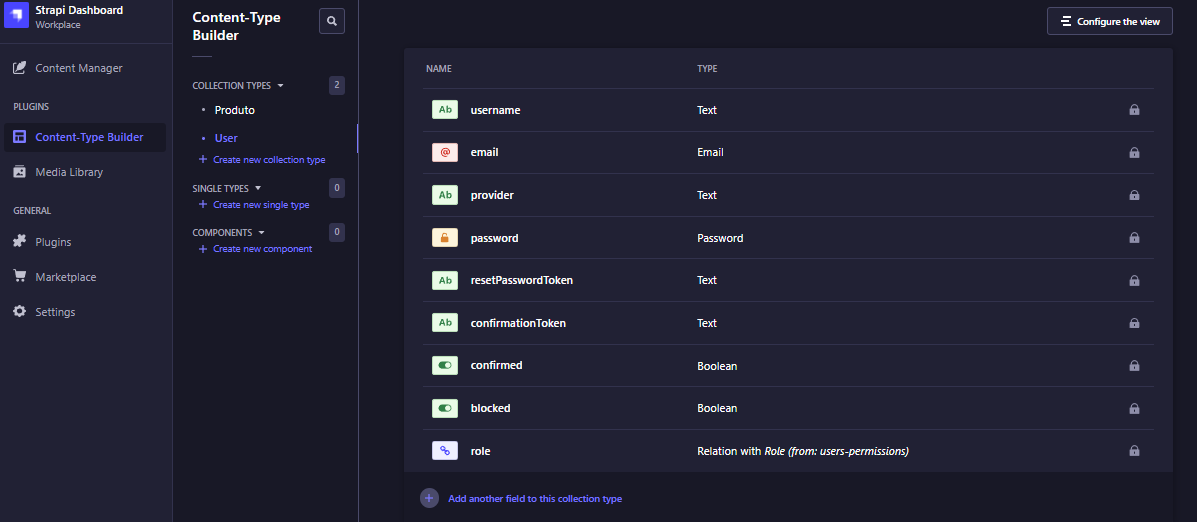 Strapi Dashboard
Workplace
Content Manager
PLUGINS
Content-Type Builder
Media Library
GENERAL
Plugins
Marketplace
Settings
Content-Type
Builder
COLLECTION TYPES 2
Produto
User
Create new collection type
SINGLE TYPES 0
Create new single type
COMPONENTS 0
Create new component
Configure the view
NAME TYPE
Ab username Text
@ email Email
Ab provider Text
password Password
Ab resetPasswordToken Text
Ab confirmationToken Text
confirmed Boolean
blocked Boolean
role Relation with Role (from: users-permissions)
Add another field to this collection type